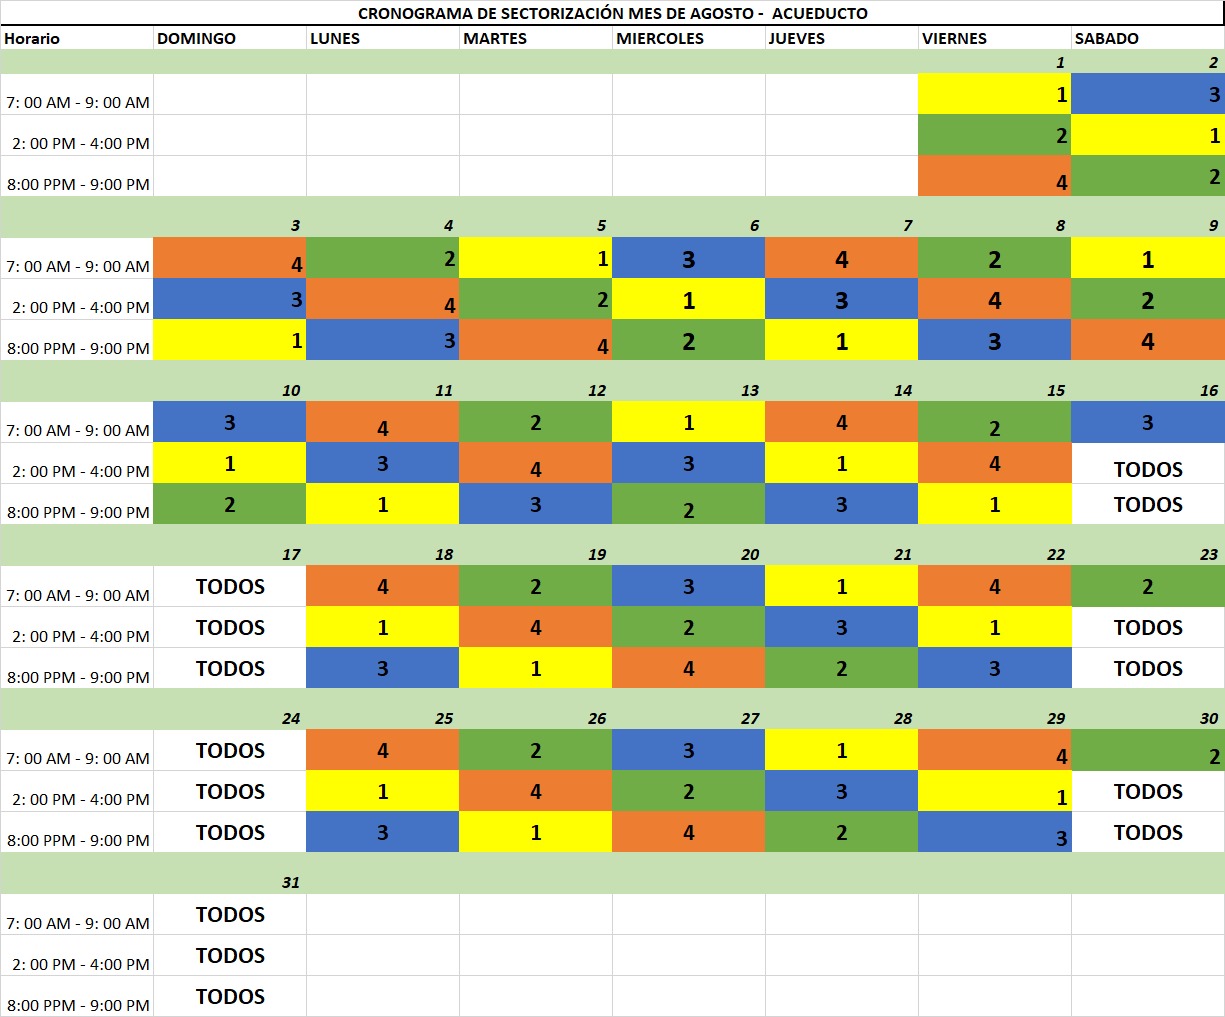 CRONOGRAMA DE SECTORIZACIÓN MES DE AGOSTO - ACUEDUCTO
Horario DOMINGO LUNES MARTES MIERCOLES JUEVES VIERNES SABADO
1 2
7: 00 AM - 9: 00 AM 1 3
2: 00 PM - 4:00 PM 2 1
8:00 PPM - 9:00 PM 4 2
3 4 5 6 7 8 9
7: 00 AM - 9: 00 AM 4 2 1 3 4 2 1
2: 00 PM - 4:00 PM 3 4 2 1 3 4 2
8:00 PPM - 9:00 PM 1 3 4 2 1 3 4
10 11 12 13 14 15 16
7: 00 AM - 9: 00 AM 3 4 2 1 4 2 3
2: 00 PM - 4:00 PM 1 3 4 3 1 4 TODOS
8:00 PPM - 9:00 PM 2 1 3 2 3 1 TODOS
17 18 19 20 21 22 23
7: 00 AM - 9: 00 AM TODOS 4 2 3 1 4 2
2: 00 PM - 4:00 PM TODOS 1 4 2 3 1 TODOS
8:00 PPM - 9:00 PM TODOS 3 1 4 2 3 TODOS
24 25 26 27 28 29 30
7: 00 AM - 9: 00 AM TODOS 4 2 3 1 4 2
2: 00 PM - 4:00 PM TODOS 1 4 2 3 1 TODOS
8:00 PPM - 9:00 PM TODOS 3 1 4 2 3 TODOS
31
7: 00 AM - 9: 00 AM TODOS
2: 00 PM - 4:00 PM TODOS
8:00 PPM - 9:00 PM TODOS